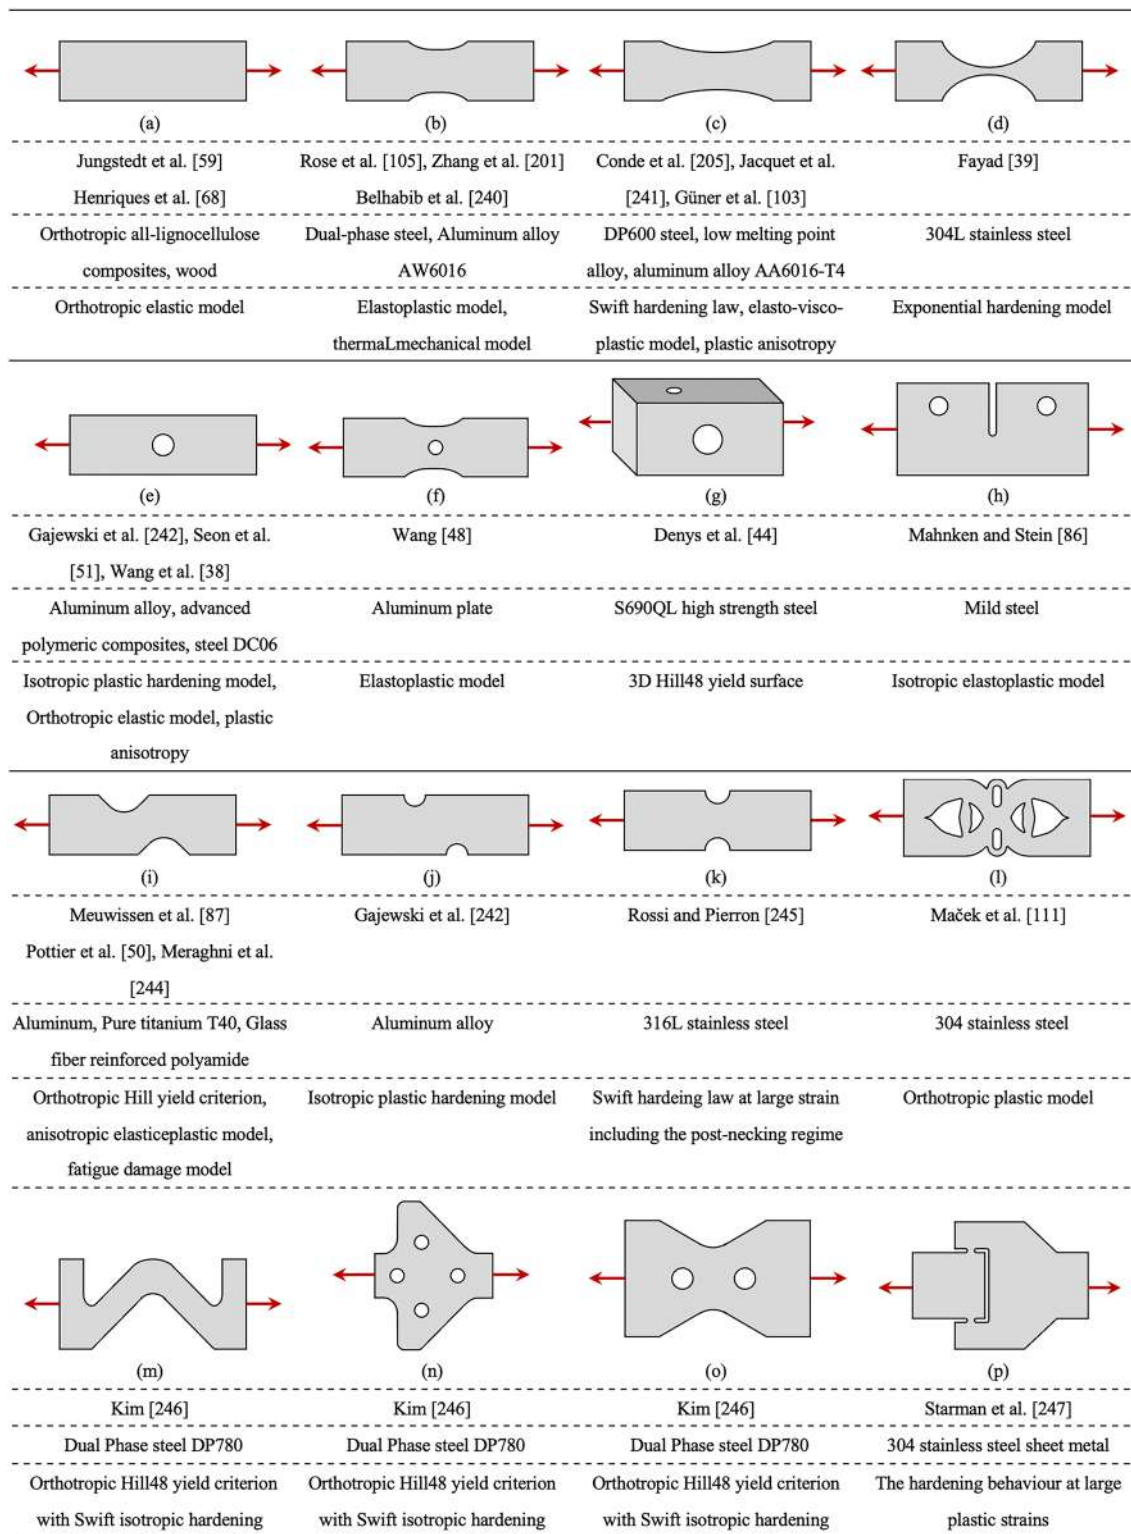 (a)
(b)
(c)
(d)
Jungstedt et al. [59]
Henriques et al. [68]
Rose et al. [105], Zhang et al. [201]
Belhabib et al. [240]
Conde et al. [205], Jacquet et al.
[241], Güner et al. [103]
Fayad [39]
Orthotropic all-lignocellulose
composites, wood
Dual-phase steel, Aluminum alloy
AW6016
DP600 steel, low melting point
alloy, aluminum alloy AA6016-T4
304L stainless steel
Orthotropic elastic model
Elastoplastic model,
thermaLmechanical model
Swift hardening law, elasto-visco-
plastic model, plastic anisotropy
Exponential hardening model
(e)
(f)
(g)
(h)
Gajewski et al. [242], Seon et al.
[51], Wang et al. [38]
Wang [48]
Denys et al. [44]
Mahnken and Stein [86]
Aluminum alloy, advanced
polymeric composites, steel DC06
Aluminum plate
S690QL high strength steel
Mild steel
Isotropic plastic hardening model,
Orthotropic elastic model, plastic
anisotropy
Elastoplastic model
3D Hill48 yield surface
Isotropic elastoplastic model
(i)
(j)
(k)
(l)
Meuwissen et al. [87]
Pottier et al. [50], Meraghni et al.
[244]
Gajewski et al. [242]
Rossi and Pierron [245]
Maček et al. [111]
Aluminum, Pure titanium T40, Glass
fiber reinforced polyamide
Aluminum alloy
316L stainless steel
304 stainless steel
Orthotropic Hill yield criterion,
anisotropic elasticeplastic model,
fatigue damage model
Isotropic plastic hardening model
Swift hardeing law at large strain
including the post-necking regime
Orthotropic plastic model
(m)
(n)
(o)
(p)
Kim [246]
Kim [246]
Kim [246]
Starman et al. [247]
Dual Phase steel DP780
Dual Phase steel DP780
Dual Phase steel DP780
304 stainless steel sheet metal
Orthotropic Hill48 yield criterion
with Swift isotropic hardening
Orthotropic Hill48 yield criterion
with Swift isotropic hardening
Orthotropic Hill48 yield criterion
with Swift isotropic hardening
The hardening behaviour at large
plastic strains